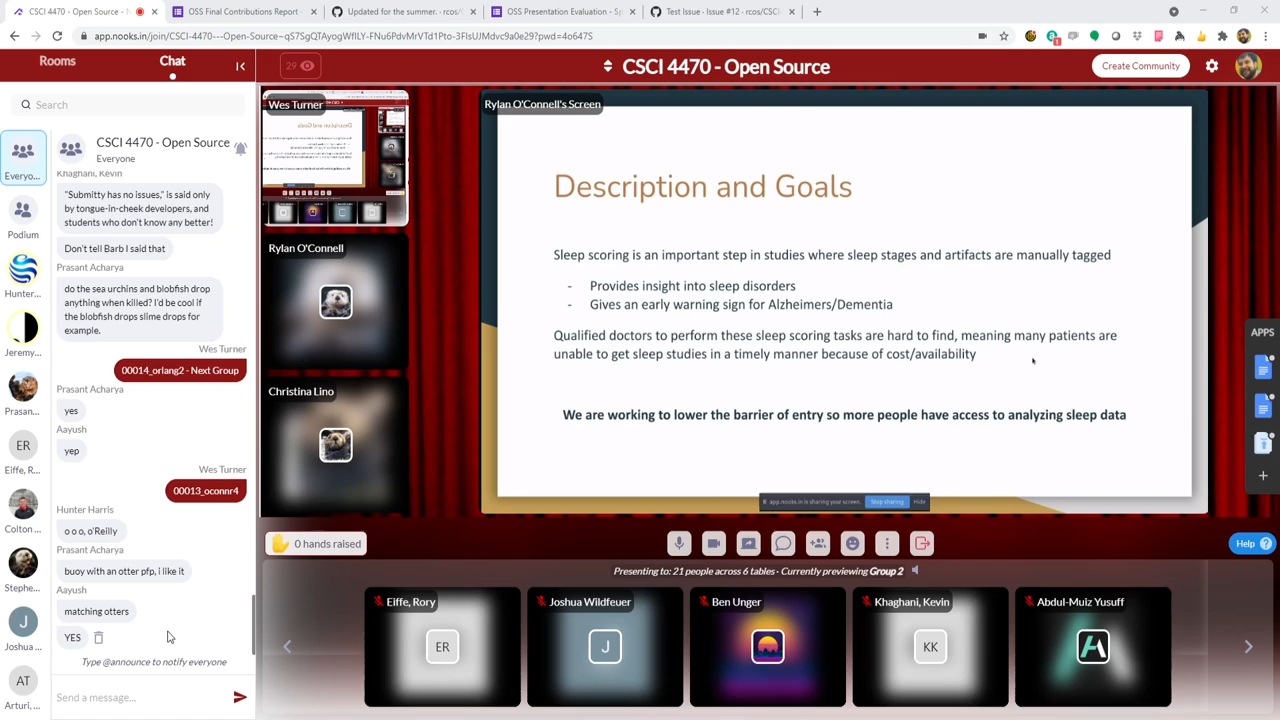 CSCI 4470 - Open Source - N
OSS Final Contributions Report -
Updated for the summer. · rcos/
OSS Presentation Evaluation - Sp
Test Issue · Issue #12 · rcos/CSCI
Rooms
Chat
29
CSCI 4470 - Open Source
Create Community
Search
CSCI 4470 - Open Source
Everyone
Everyo...
Podium
Hunter...
Jeremy...
Prasan...
ER
Eiffe, R...
Colton ...
Stephe...
J
Joshua ...
AT
Arturi, ...
Khaghani, Kevin
"Submitty has no issues," is said only
by tongue-in-cheek developers, and
students who don't know any better!
Don't tell Barb I said that
Prasant Acharya
do the sea urchins and blobfish drop
anything when killed? I'd be cool if
the blobfish drops slime drops for
example.
Wes Turner
00014_orlang2 - Next Group
Prasant Acharya
yes
Aayush
yep
Wes Turner
00013_oconnr4
Hunter Harris
o o o, o'Reilly
Prasant Acharya
buoy with an otter pfp, i like it
Aayush
matching otters
YES
Type @announce to notify everyone
Send a message...
Wes Turner
Description and Goals
Rylan O'Connell
Christina Lino
Rylan O'Connell's Screen
Description and Goals
Sleep scoring is an important step in studies where sleep stages and artifacts are manually tagged
- Provides insight into sleep disorders
- Gives an early warning sign for Alzheimers/Dementia
Qualified doctors to perform these sleep scoring tasks are hard to find, meaning many patients are
unable to get sleep studies in a timely manner because of cost/availability
We are working to lower the barrier of entry so more people have access to analyzing sleep data
app.nooks.in is sharing your screen.
Stop sharing
Hide
APPS
0 hands raised
Help
Presenting to: 21 people across 6 tables · Currently previewing Group 2
Eiffe, Rory
ER
Joshua Wildfeuer
J
Ben Unger
Khaghani, Kevin
KK
Abdul-Muiz Yusuff